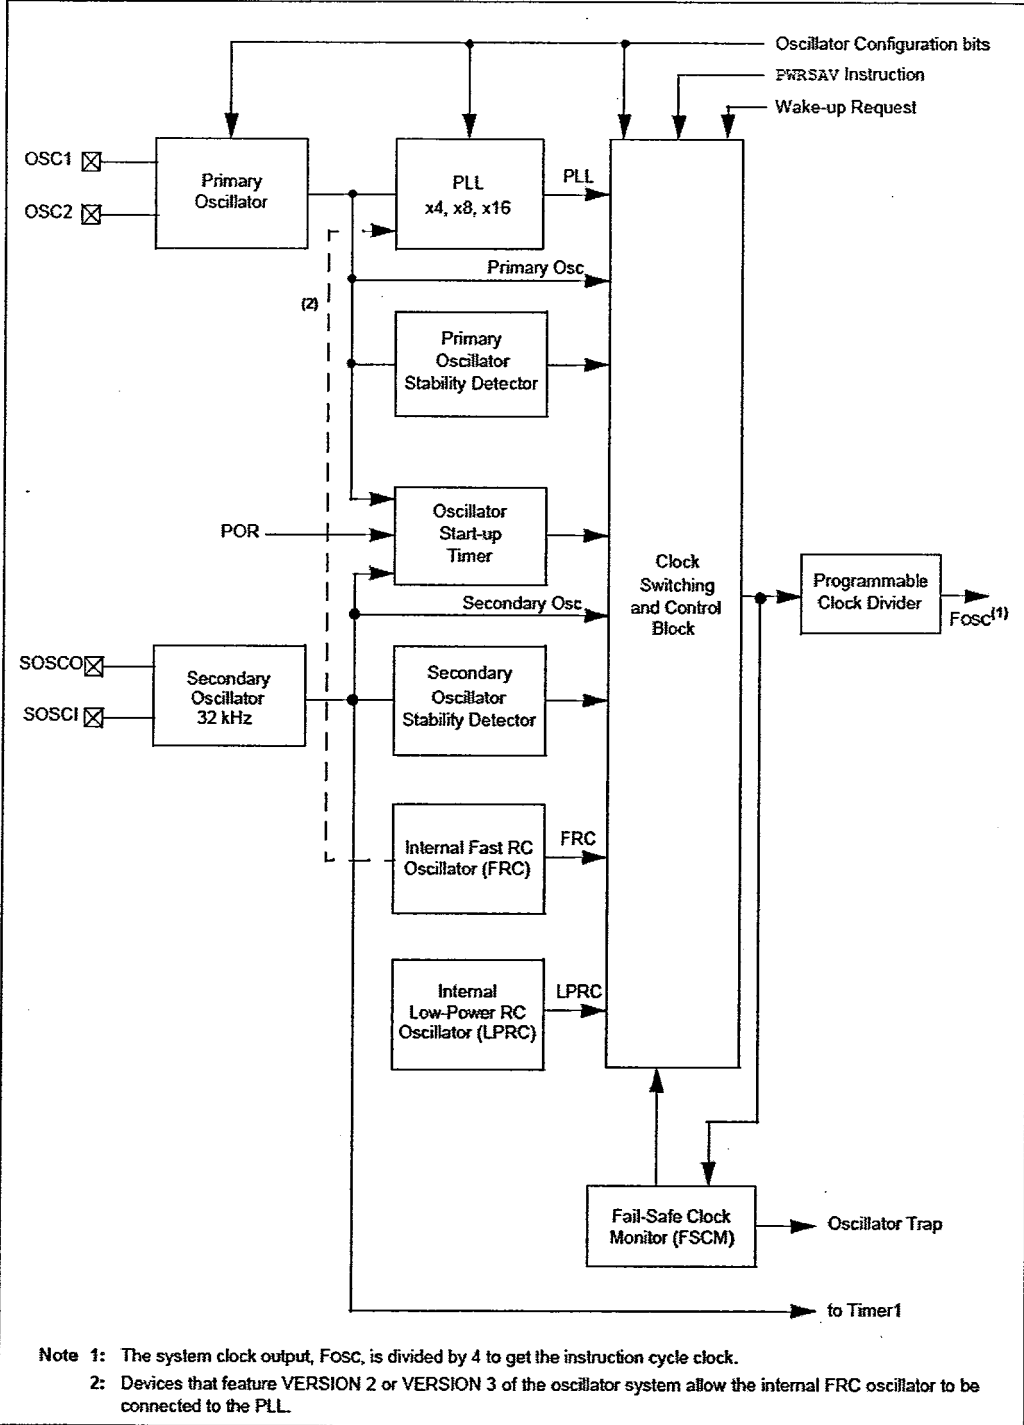 Oscillator Configuration bits
PWRSAV Instruction
Wake-up Request
OSC1
OSC2
Primary
Oscillator
PLL
x4, x8, x16
PLL
Primary Osc
(2)
Primary
Oscillator
Stability Detector
POR
Oscillator
Start-up
Timer
Secondary Osc
Clock
Switching
and Control
Block
Programmable
Clock Divider
FOSC(1)
SOSCO
SOSCI
Secondary
Oscillator
32 kHz
Secondary
Oscillator
Stability Detector
Internal Fast RC
Oscillator (FRC)
FRC
Internal
Low-Power RC
Oscillator (LPRC)
LPRC
Fail-Safe Clock
Monitor (FSCM)
Oscillator Trap
to Timer1
Note 1: The system clock output, FOSC, is divided by 4 to get the instruction cycle clock.
2: Devices that feature VERSION 2 or VERSION 3 of the oscillator system allow the internal FRC oscillator to be
connected to the PLL.